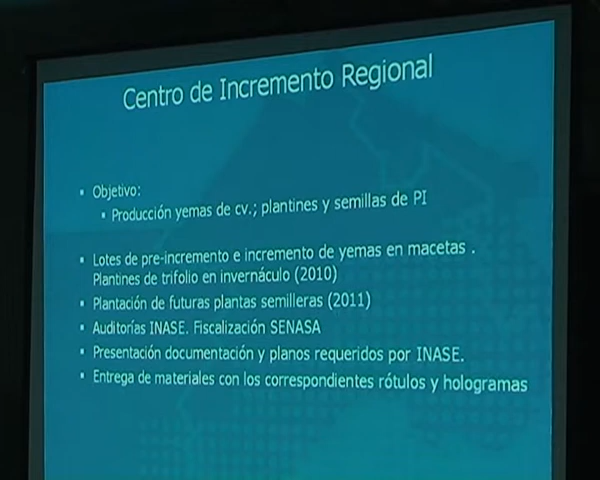 Centro de Incremento Regional
▪ Objetivo:
▪ Producción yemas de cv.; plantines y semillas de PI
▪ Lotes de pre-incremento e incremento de yemas en macetas .
Plantines de trifolio en invernáculo (2010)
▪ Plantación de futuras plantas semilleras (2011)
▪ Auditorías INASE. Fiscalización SENASA
▪ Presentación documentación y planos requeridos por INASE.
▪ Entrega de materiales con los correspondientes rótulos y hologramas